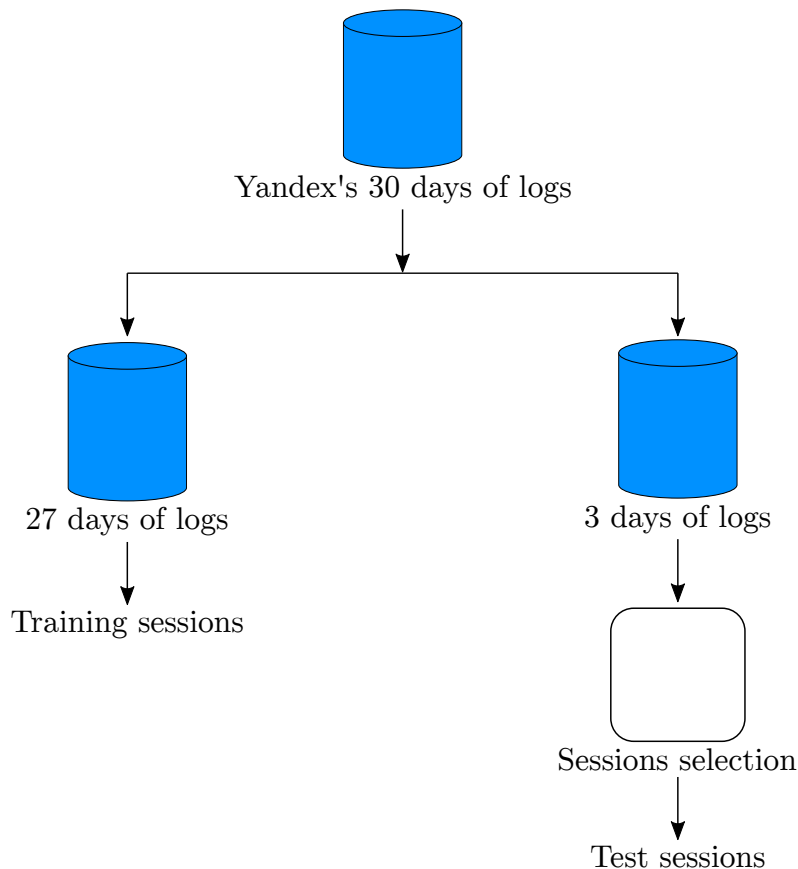 Yandex's 30 days of logs
27 days of logs
3 days of logs
Training sessions
Sessions selection
Test sessions